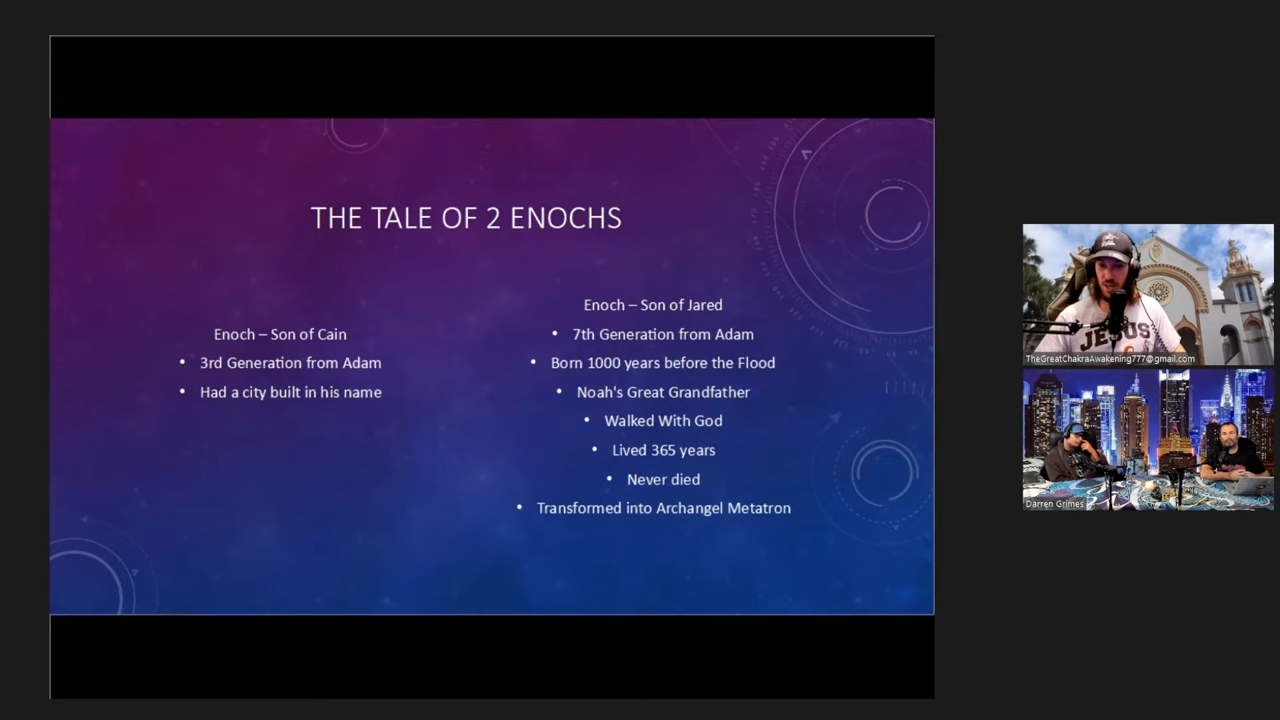 THE TALE OF 2 ENOCHS
Enoch – Son of Cain
• 3rd Generation from Adam
• Had a city built in his name
Enoch – Son of Jared
• 7th Generation from Adam
• Born 1000 years before the Flood
• Noah's Great Grandfather
• Walked With God
• Lived 365 years
• Never died
• Transformed into Archangel Metatron
JESUS
TheGreatChakraAwakening777@gmail.com
Darren Grimes